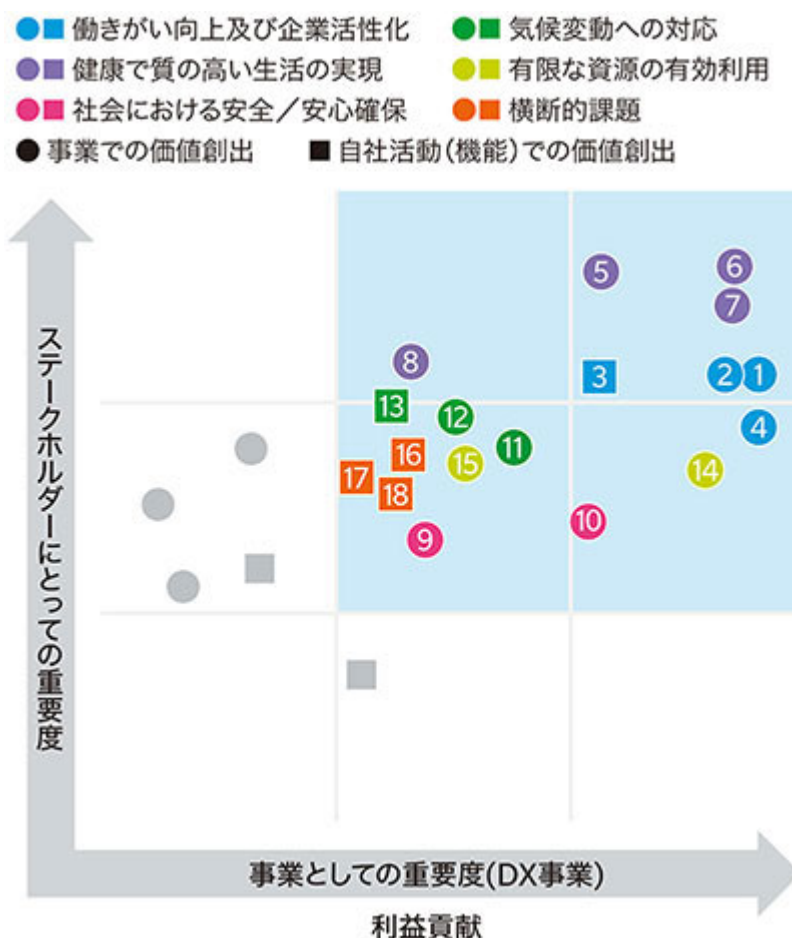 働きがい向上及び企業活性化
気候変動への対応
健康で質の高い生活の実現
有限な資源の有効利用
社会における安全／安心確保
横断的課題
事業での価値創出
自社活動(機能)での価値創出
ステークホルダーにとっての重要度
5
6
7
8
3
2
1
13
12
4
11
16
15
14
17
18
10
9
事業としての重要度(DX事業)
利益貢献